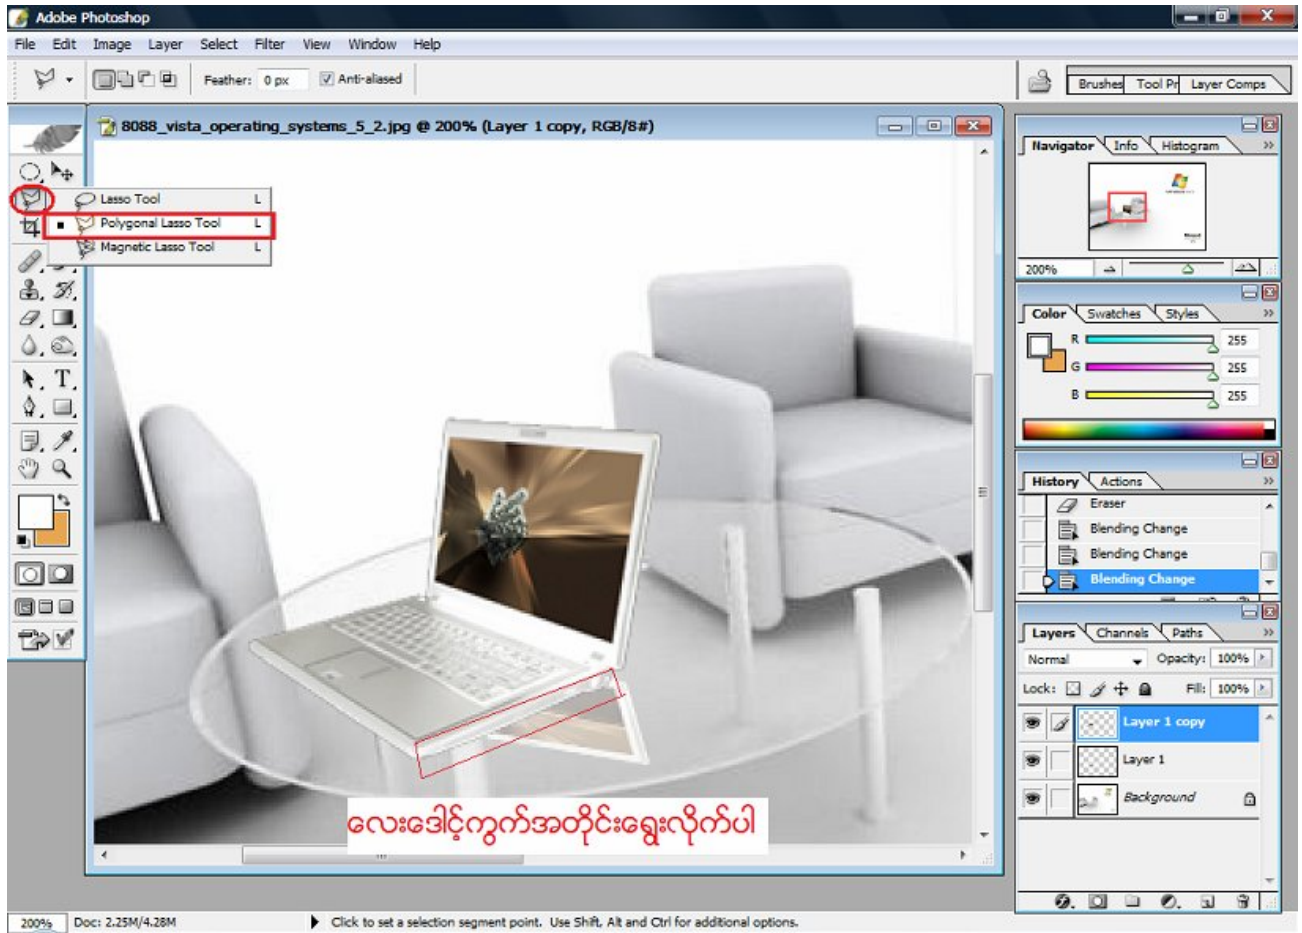 Adobe Photoshop
File Edit Image Layer Select Filter View Window Help
Feather: 0 px Anti-aliased
Brushes Tool Pr Layer Comps
8088_vista_operating_systems_5_2.jpg @ 200% (Layer 1 copy, RGB/8#)
Lasso Tool L
Polygonal Lasso Tool L
Magnetic Lasso Tool L
Navigator Info Histogram
200%
Color Swatches Styles
R 255
G 255
B 255
History Actions
Eraser
Blending Change
Blending Change
Blending Change
Layers Channels Paths
Normal Opacity: 100%
Lock: Fill: 100%
Layer 1 copy
Layer 1
Background
လေးဒေါင့်ကွက်အတိုင်းရွေးလိုက်ပါ
200% Doc: 2.25M/4.28M Click to set a selection segment point. Use Shift, Alt and Ctrl for additional options.